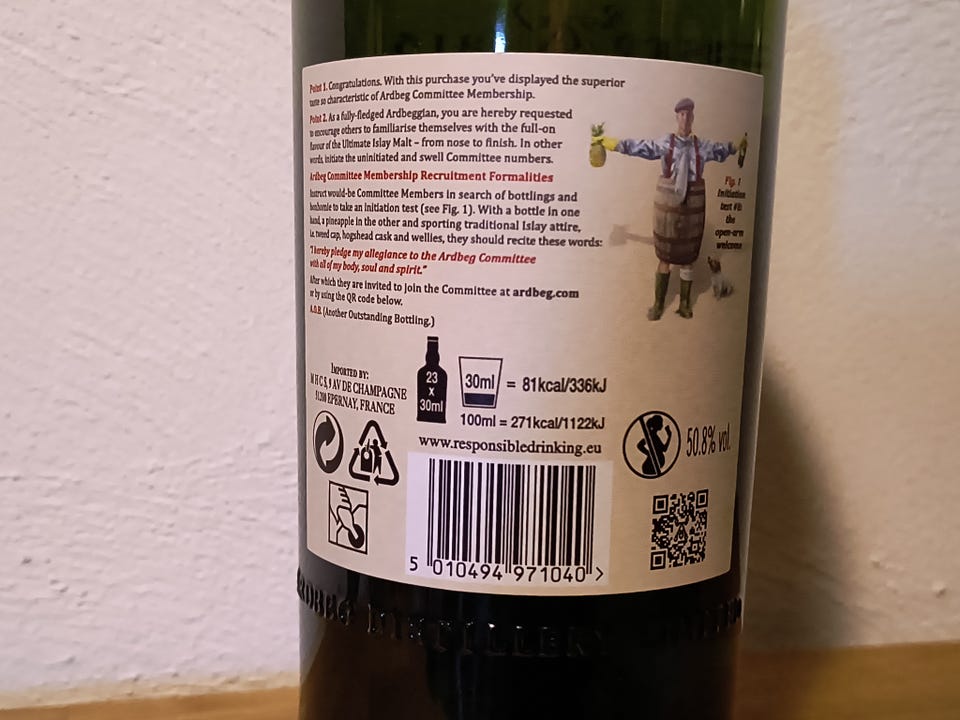 Point 1. Congratulations. With this purchase you've displayed the superior
taste so characteristic of Ardbeg Committee Membership.
Point 2. As a fully-fledged Ardbeggian, you are hereby requested
to encourage others to familiarise themselves with the full-on
flavour of the Ultimate Islay Malt – from nose to finish. In other
words, initiate the uninitiated and swell Committee numbers.
Ardbeg Committee Membership Recruitment Formalities
Instruct would-be Committee Members in search of bottlings and
bonhomie to take an initiation test (see Fig. 1). With a bottle in one
hand, a pineapple in the other and sporting traditional Islay attire,
i.e. tweed cap, hogshead cask and wellies, they should recite these words:
"I hereby pledge my allegiance to the Ardbeg Committee
with all of my body, soul and spirit."
After which they are invited to join the Committee at ardbeg.com
or by using the QR code below.
A.O.B. (Another Outstanding Bottling.)
Fig. 1
Initiation
test #8:
the
open-arm
welcome
IMPORTED BY:
M H C S, 9 AV DE CHAMPAGNE
51200 EPERNAY, FRANCE
23
x
30ml
30ml = 81kcal/336kJ
100ml = 271kcal/1122kJ
www.responsibledrinking.eu
50.8% vol.
5 010494 971040 >
DISTILLERY